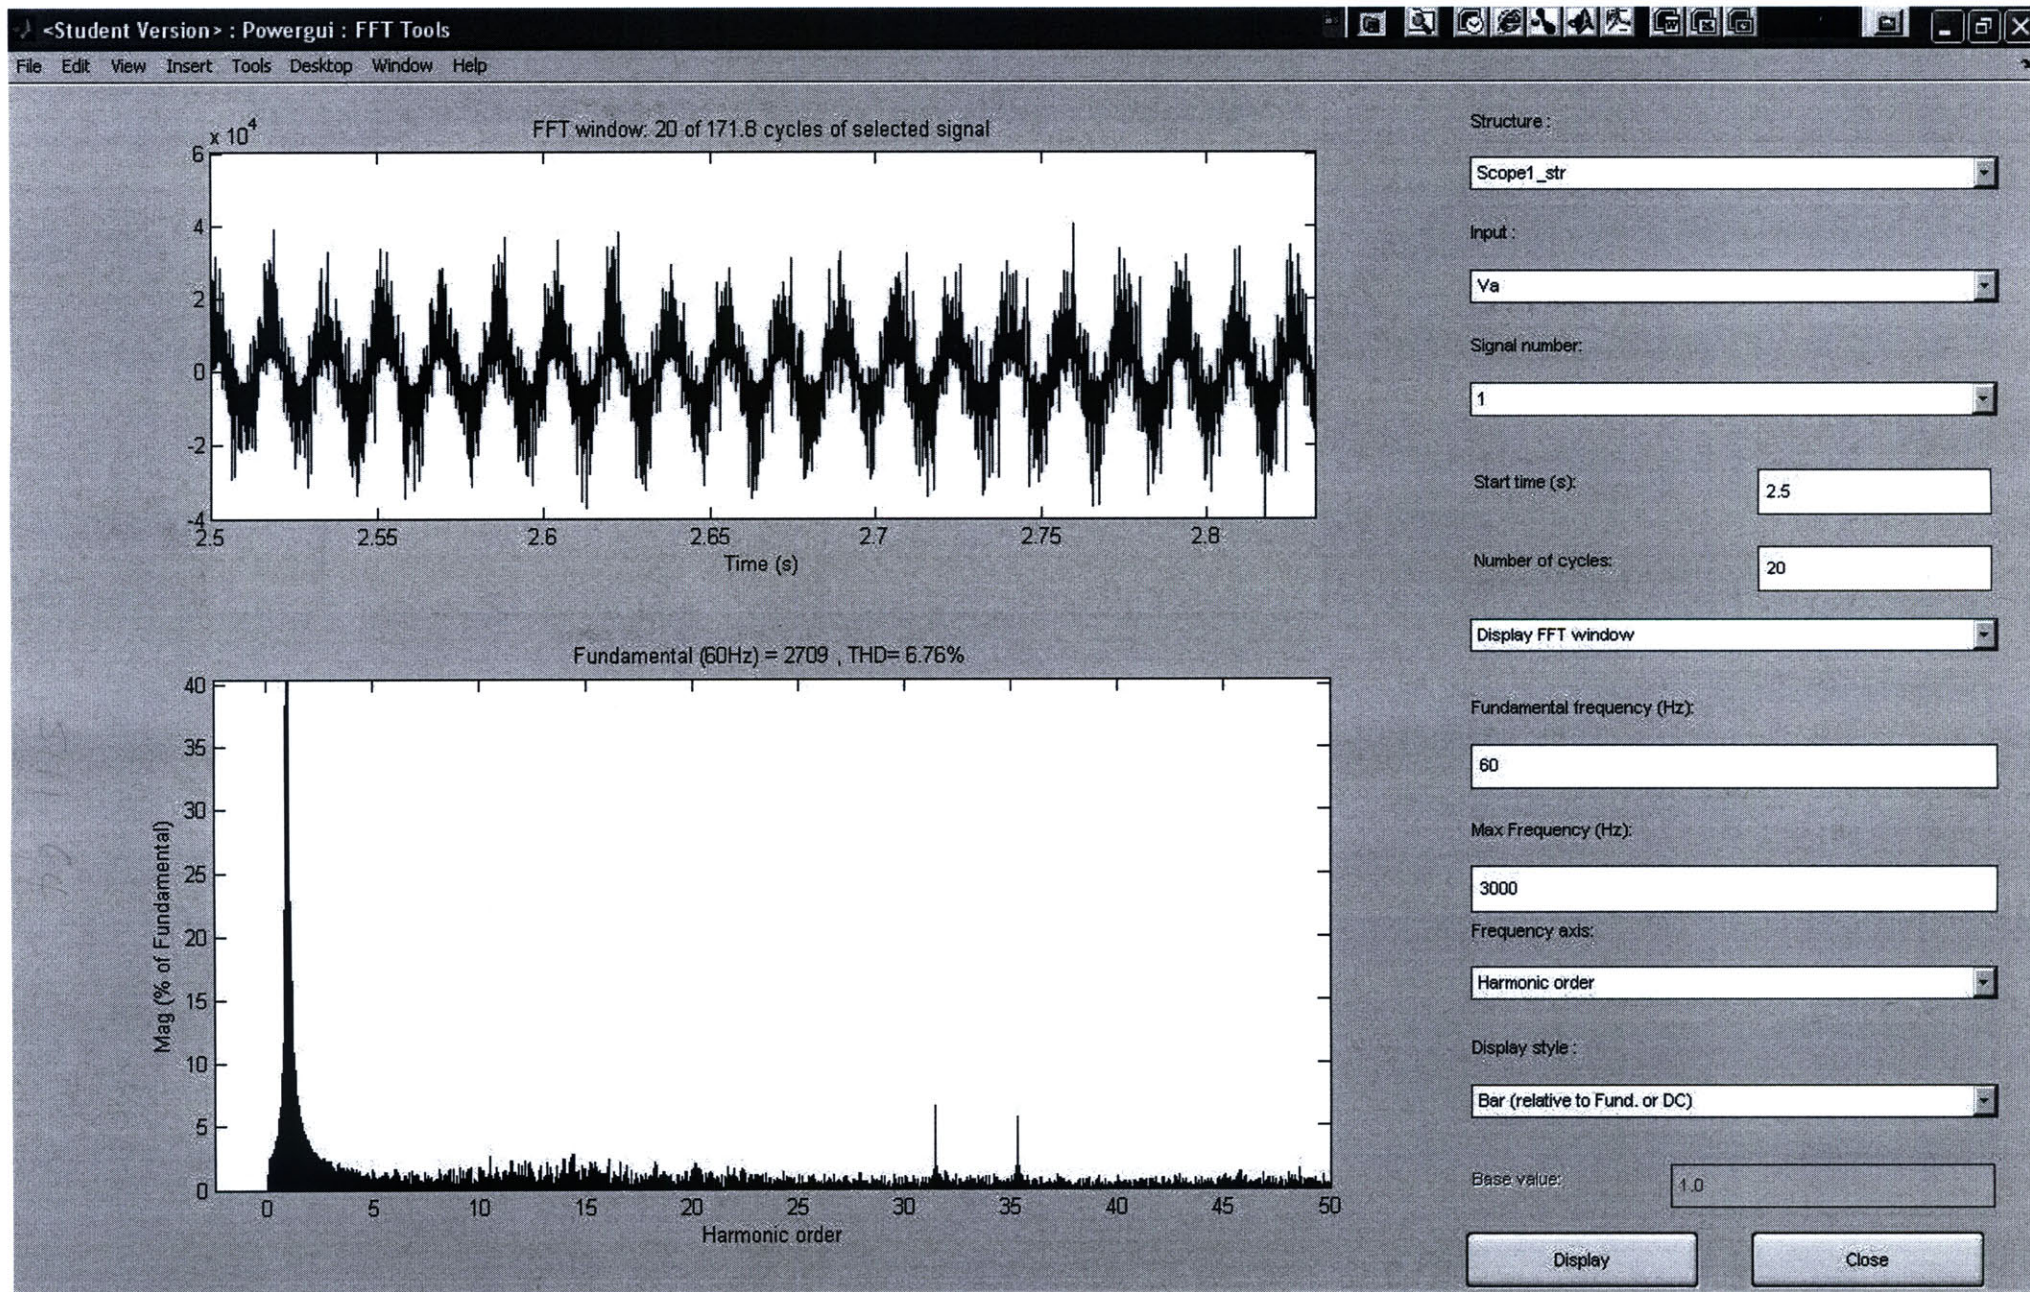 <Student Version> : Powergui : FFT Tools
File Edit View Insert Tools Desktop Window Help
x 10^4
FFT window: 20 of 171.8 cycles of selected signal
6
4
2
0
-2
-4
2.5 2.55 2.6 2.65 2.7 2.75 2.8
Time (s)
Fundamental (60Hz) = 2709 , THD= 6.76%
40
35
30
25
20
15
10
5
0
Mag (% of Fundamental)
0 5 10 15 20 25 30 35 40 45 50
Harmonic order
Structure :
Scope1_str
Input :
Va
Signal number:
1
Start time (s): 2.5
Number of cycles: 20
Display FFT window
Fundamental frequency (Hz):
60
Max Frequency (Hz):
3000
Frequency axis:
Harmonic order
Display style :
Bar (relative to Fund. or DC)
Base value: 1.0
Display Close